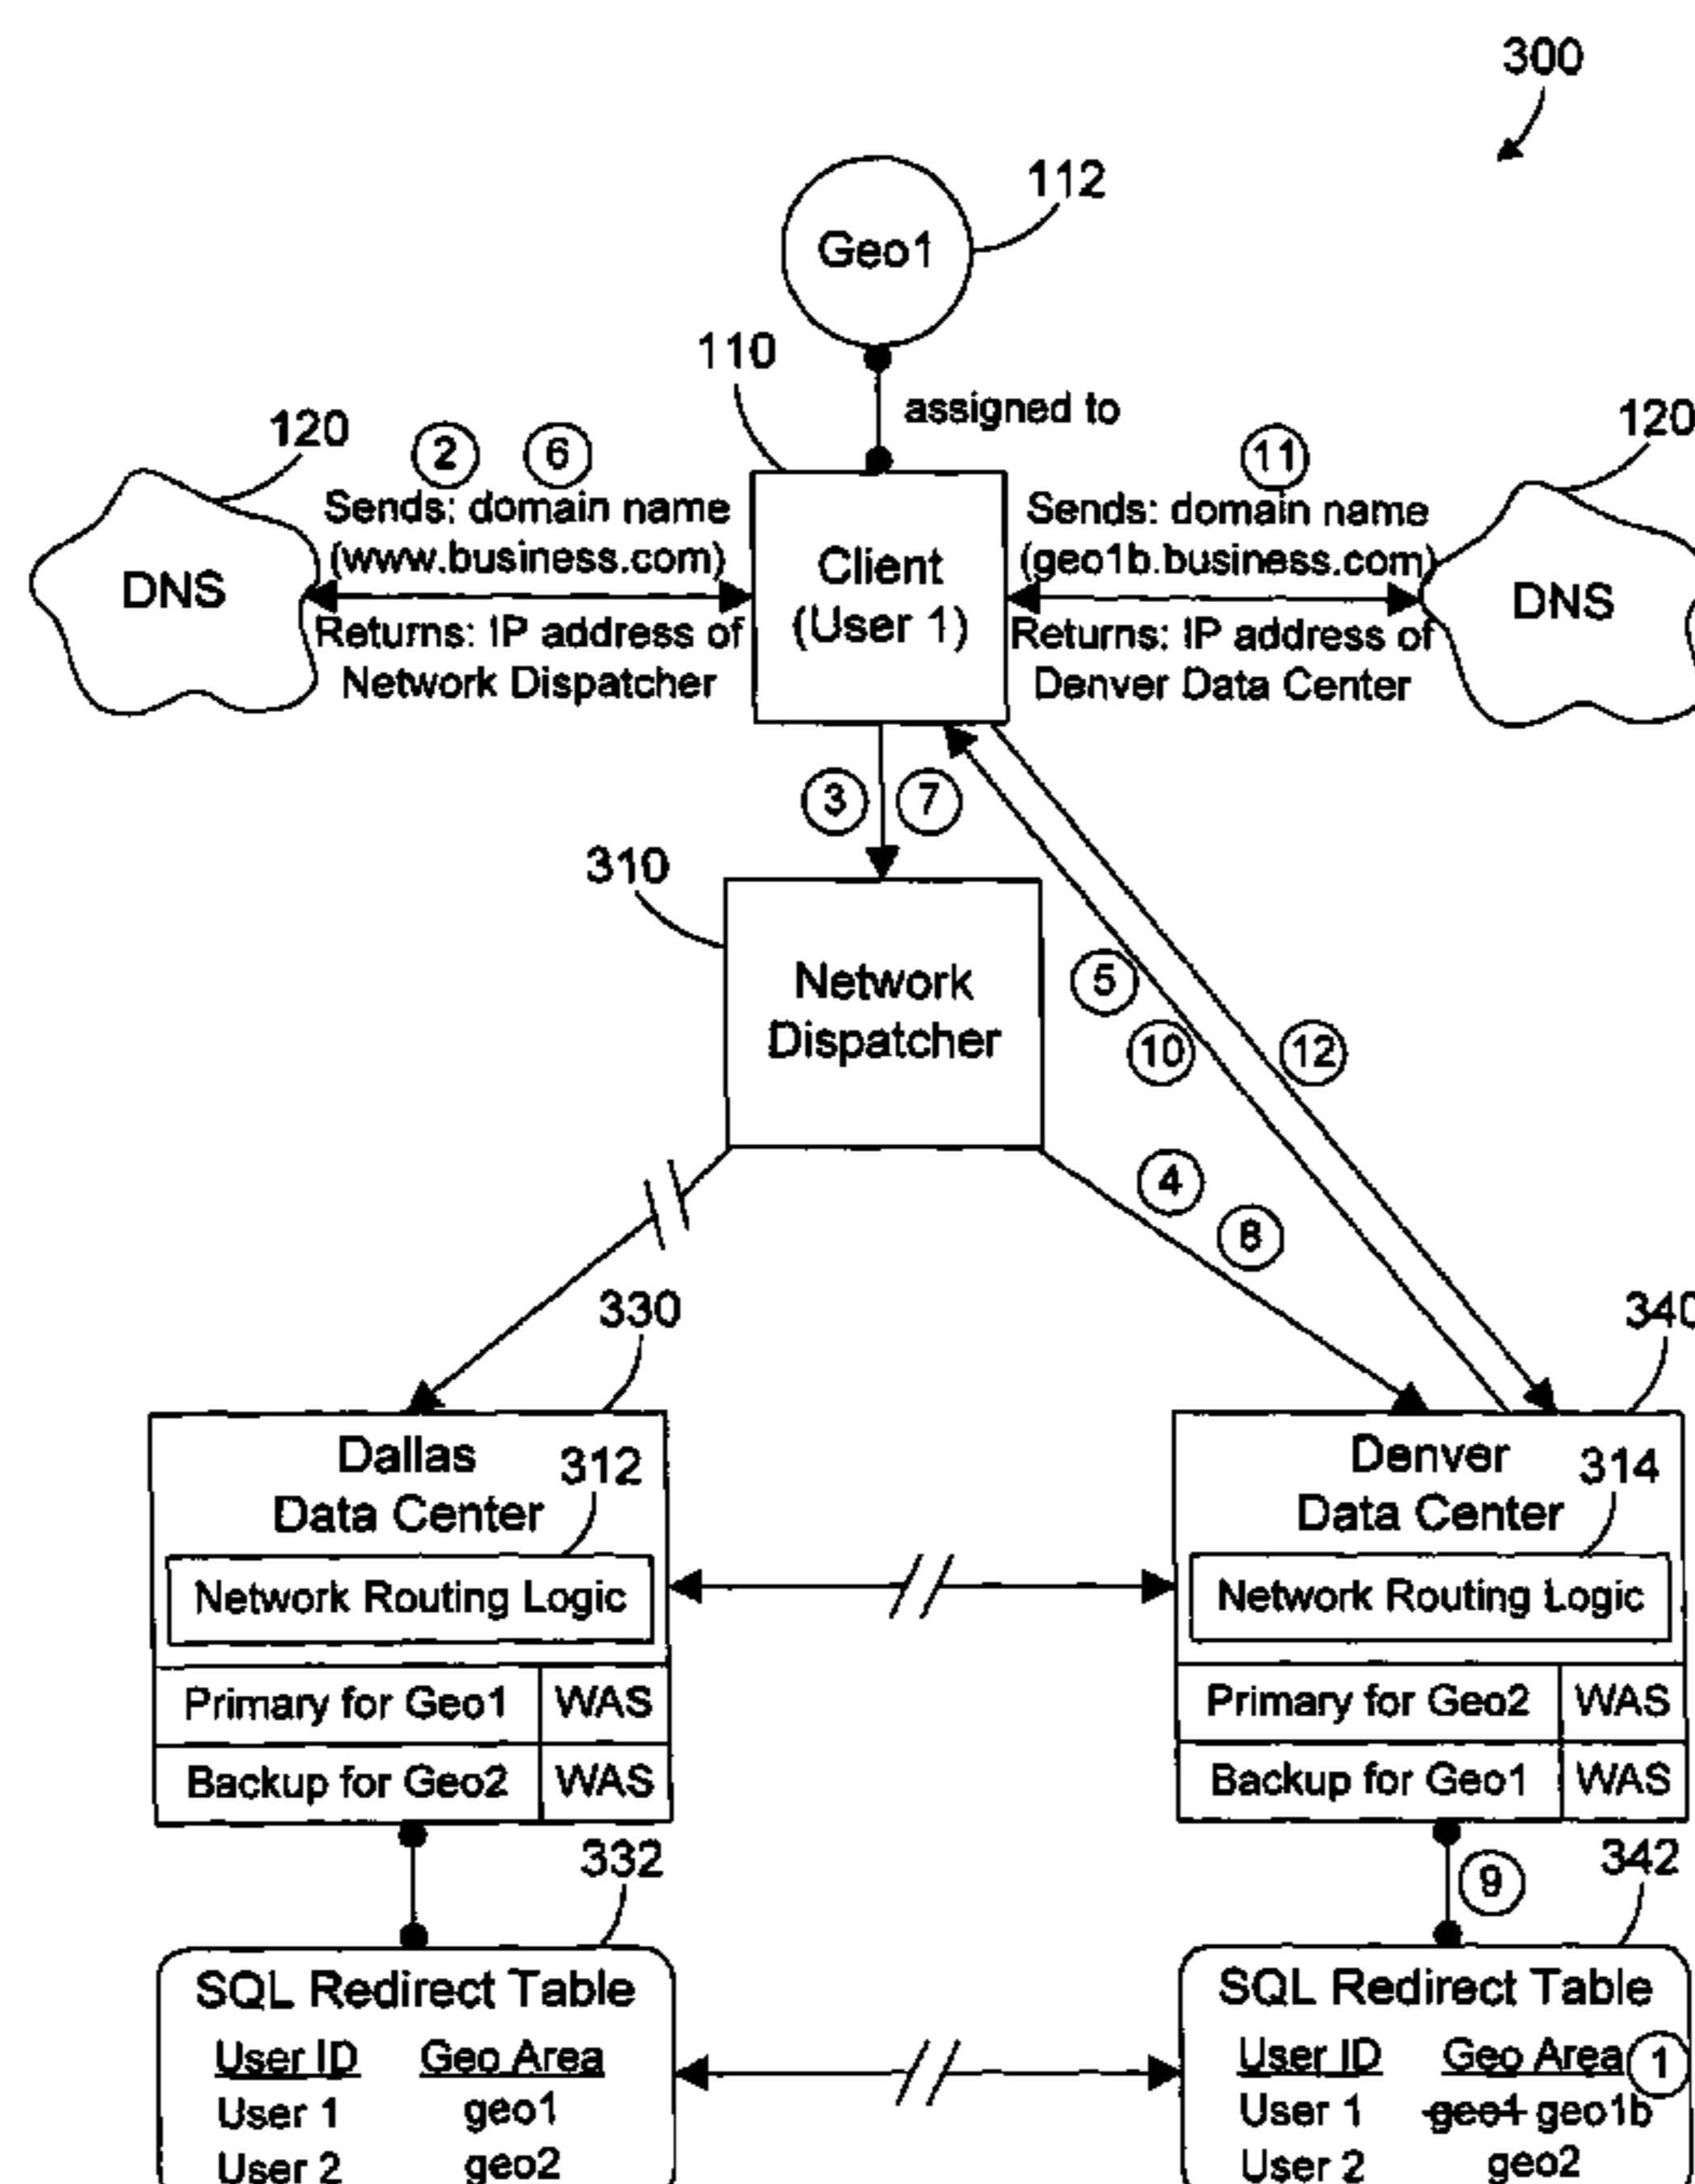 300
112
Geo1
110
assigned to
120
2 6
Sends: domain name
(www.business.com)
DNS
Returns: IP address of
Network Dispatcher
Client
(User 1)
11
120
Sends: domain name
(geo1b.business.com)
DNS
Returns: IP address of
Denver Data Center
3 7
310
Network
Dispatcher
5
10
12
4
8
330
340
Dallas
Data Center
312
Network Routing Logic
Primary for Geo1 WAS
Backup for Geo2 WAS
Denver
Data Center
314
Network Routing Logic
Primary for Geo2 WAS
Backup for Geo1 WAS
332
9
342
SQL Redirect Table
User ID Geo Area
User 1 geo1
User 2 geo2
SQL Redirect Table
User ID Geo Area 1
User 1 geo1 geo1b
User 2 geo2